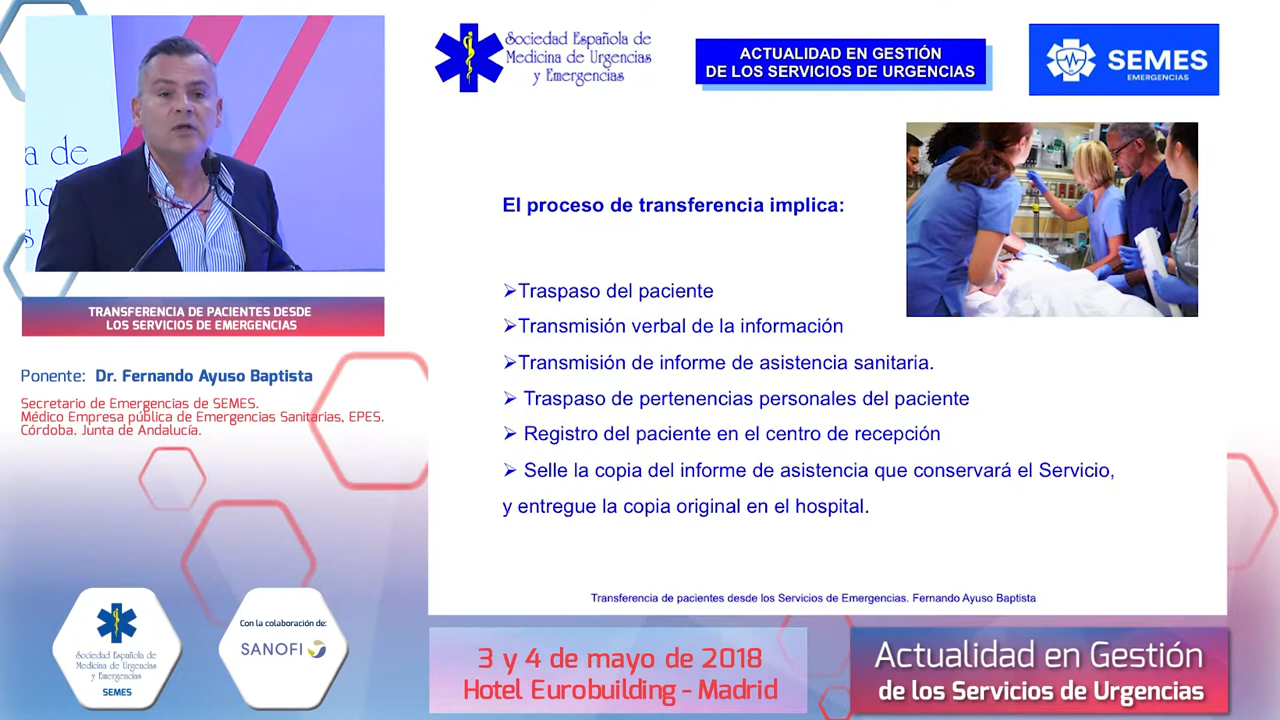 a de
Sociedad Española de
Medicina de Urgencias
y Emergencias
ACTUALIDAD EN GESTIÓN
DE LOS SERVICIOS DE URGENCIAS
SEMES
EMERGENCIAS
El proceso de transferencia implica:
➢Traspaso del paciente
➢Transmisión verbal de la información
➢Transmisión de informe de asistencia sanitaria.
➢ Traspaso de pertenencias personales del paciente
➢ Registro del paciente en el centro de recepción
➢ Selle la copia del informe de asistencia que conservará el Servicio,
y entregue la copia original en el hospital.
Transferencia de pacientes desde los Servicios de Emergencias. Fernando Ayuso Baptista
TRANSFERENCIA DE PACIENTES DESDE
LOS SERVICIOS DE EMERGENCIAS
Ponente: Dr. Fernando Ayuso Baptista
Secretario de Emergencias de SEMES.
Médico Empresa pública de Emergencias Sanitarias, EPES.
Córdoba. Junta de Andalucía.
Sociedad Española de
Medicina de Urgencias
y Emergencias
SEMES
Con la colaboración de:
SANOFI
3 y 4 de mayo de 2018
Hotel Eurobuilding - Madrid
Actualidad en Gestión
de los Servicios de Urgencias